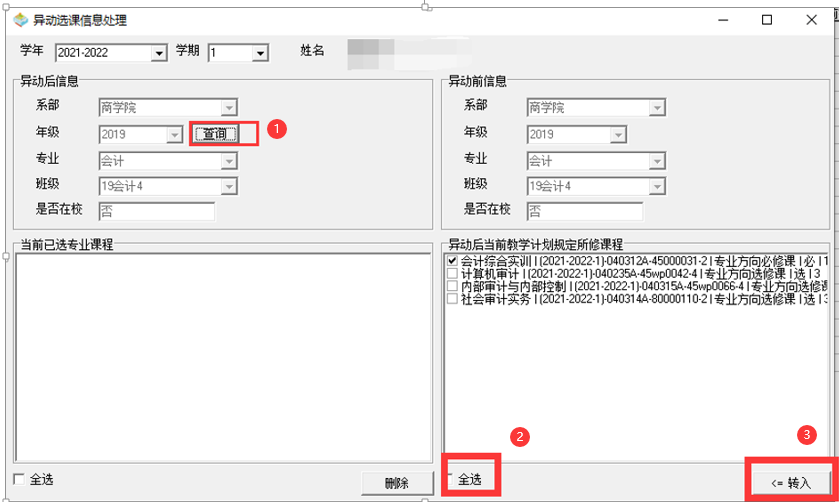 异动选课信息处理
学年 2021-2022 学期 1 姓名
异动后信息
系部 商学院
年级 2019 查询 1
专业 会计
班级 19会计4
是否在校 否
异动前信息
系部 商学院
年级 2019
专业 会计
班级 19会计4
是否在校 否
当前已选专业课程
全选 删除
异动后当前教学计划规定所修课程
会计综合实训 | (2021-2022-1)-040312A-45000031-2 | 专业方向必修课 | 必 | 1
计算机审计 | (2021-2022-1)-040235A-45wp0042-4 | 专业方向选修课 | 选 | 3
内部审计与内部控制 | (2021-2022-1)-040315A-45wp0066-4 | 专业方向选修课
社会审计实务 | (2021-2022-1)-040314A-80000110-2 | 专业方向选修课 | 选 | 3
2 3
全选 <= 转入